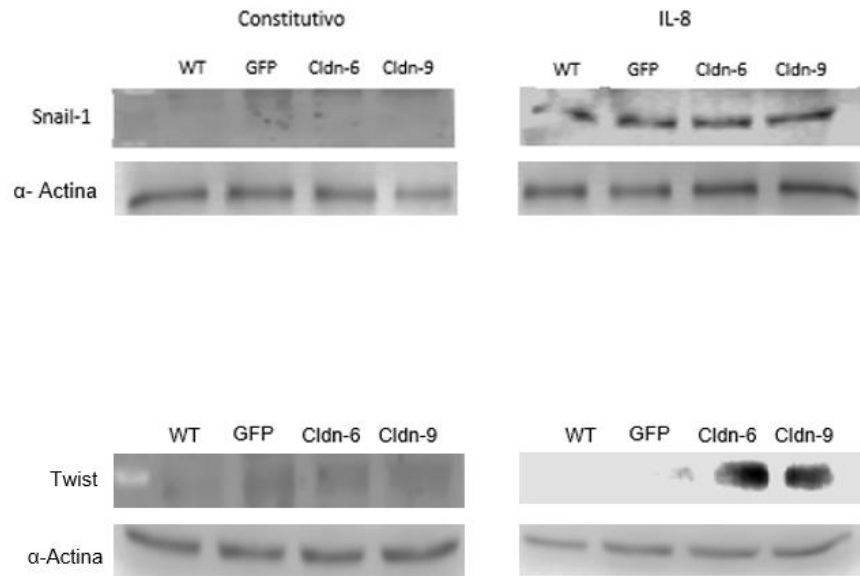 Constitutivo IL-8
WT GFP Cldn-6 Cldn-9 WT GFP Cldn-6 Cldn-9
Snail-1
α- Actina
WT GFP Cldn-6 Cldn-9 WT GFP Cldn-6 Cldn-9
Twist
α-Actina